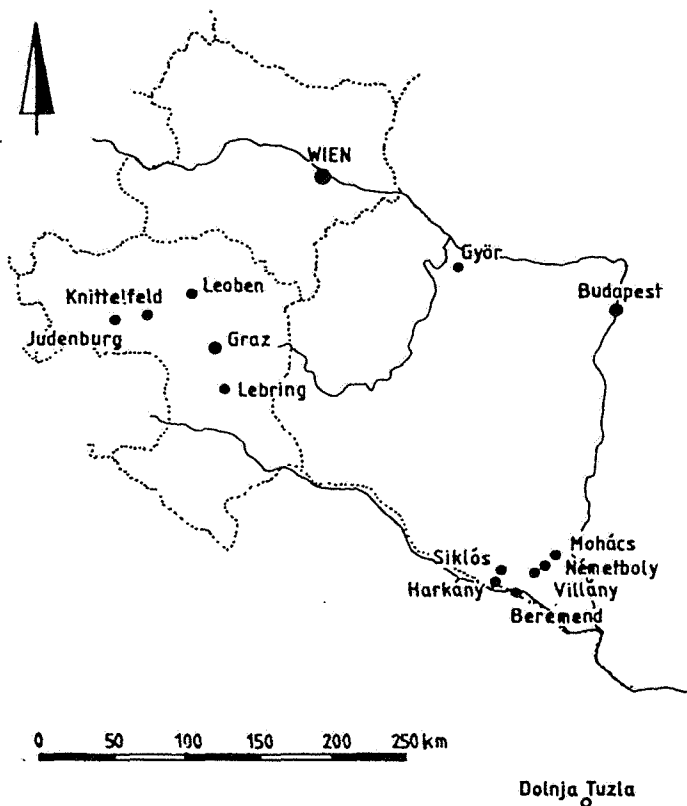 WIEN
Györ
Leoben
Knittelfeld
Budapest
Judenburg
Graz
Lebring
Mohács
Siklós
Németboly
Harkány
Villány
Beremend
0 50 100 150 200 250 km
Dolnja Tuzla